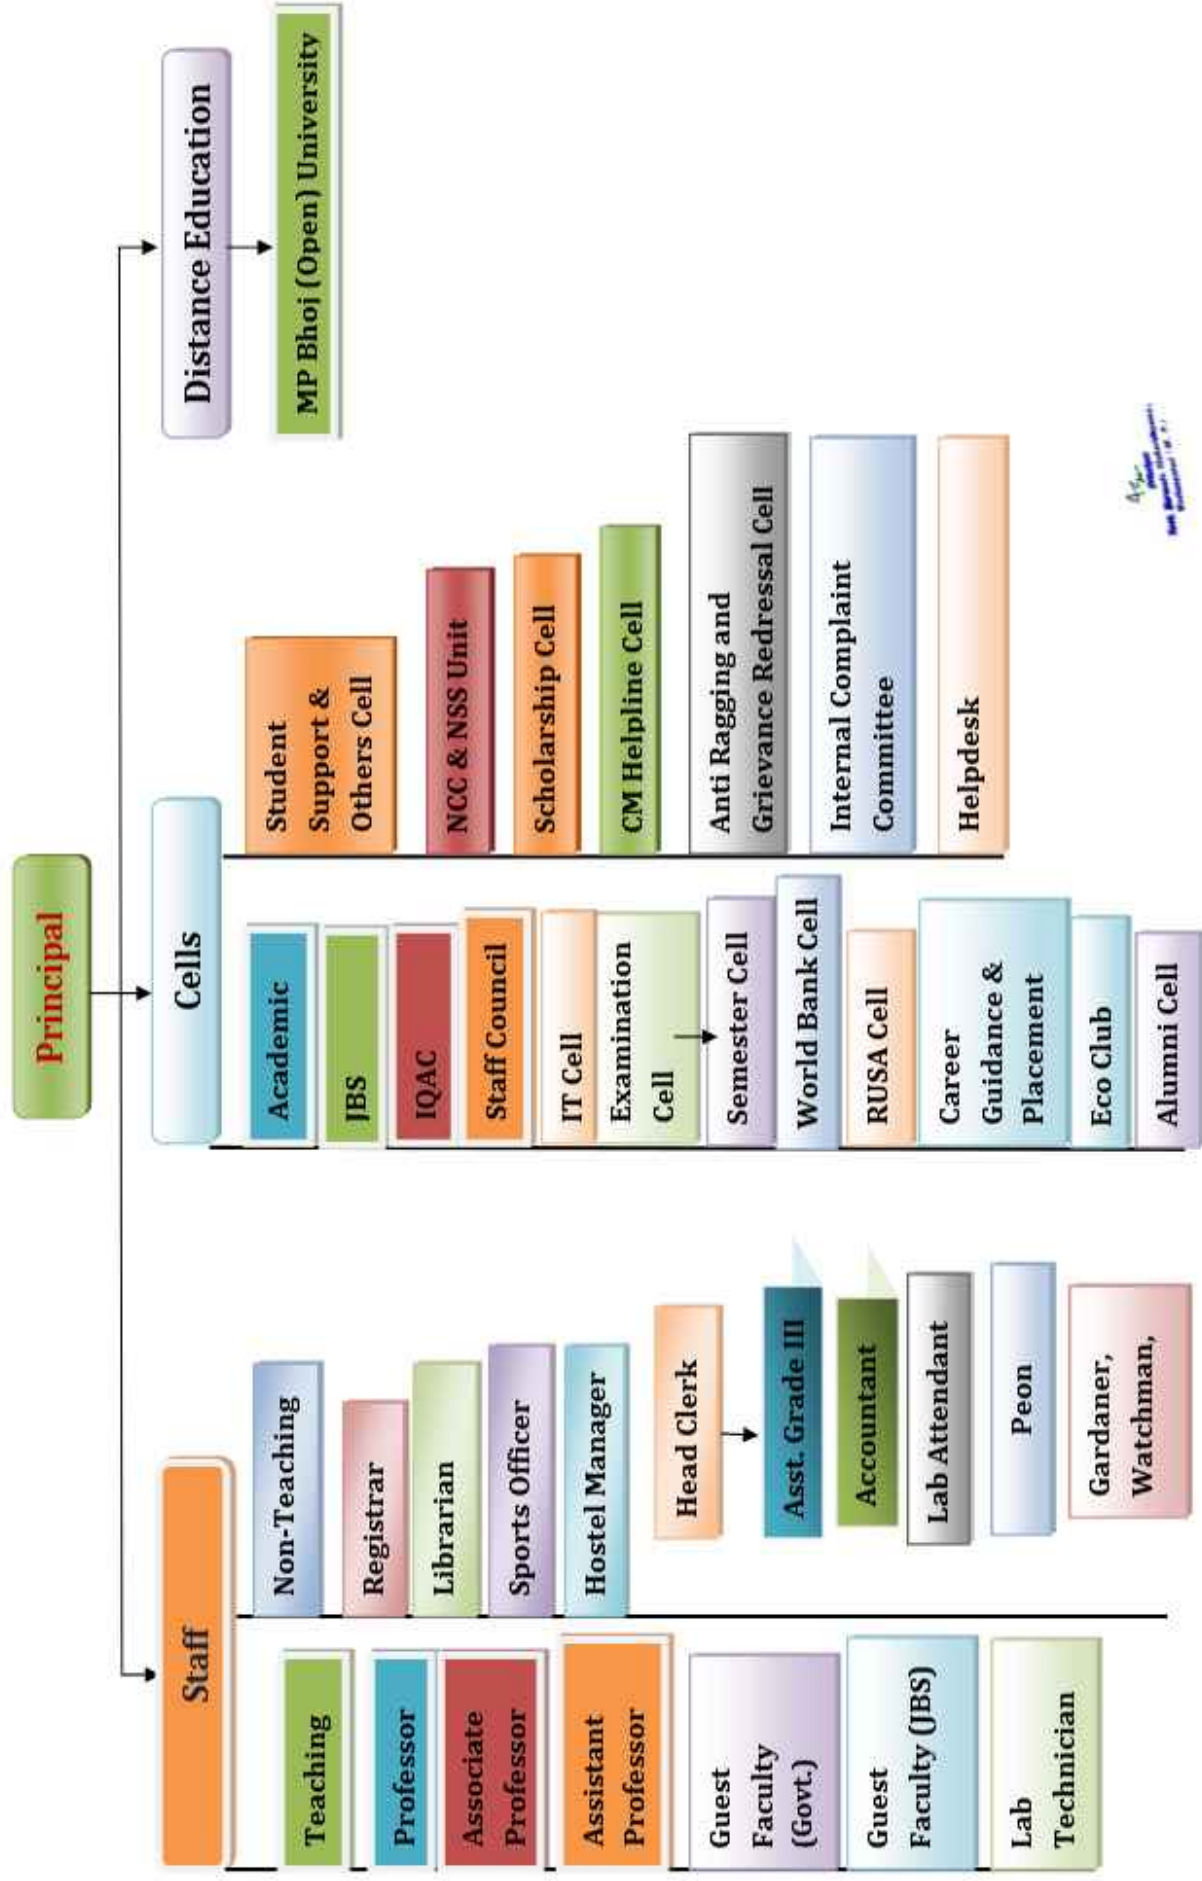 Principal
Staff
Cells
Distance Education
Teaching
Professor
Associate
Professor
Assistant
Professor
Guest
Faculty
(Govt.)
Guest
Faculty (JBS)
Lab
Technician
Non-Teaching
Registrar
Librarian
Sports Officer
Hostel Manager
Head Clerk
Asst. Grade III
Accountant
Lab Attendant
Peon
Gardaner,
Watchman,
Academic
JBS
IQAC
Staff Council
IT Cell
Examination
Cell
Semester Cell
World Bank Cell
RUSA Cell
Career
Guidance &
Placement
Eco Club
Alumni Cell
Student
Support &
Others Cell
NCC & NSS Unit
Scholarship Cell
CM Helpline Cell
Anti Ragging and
Grievance Redressal Cell
Internal Complaint
Committee
Helpdesk
MP Bhoj (Open) University